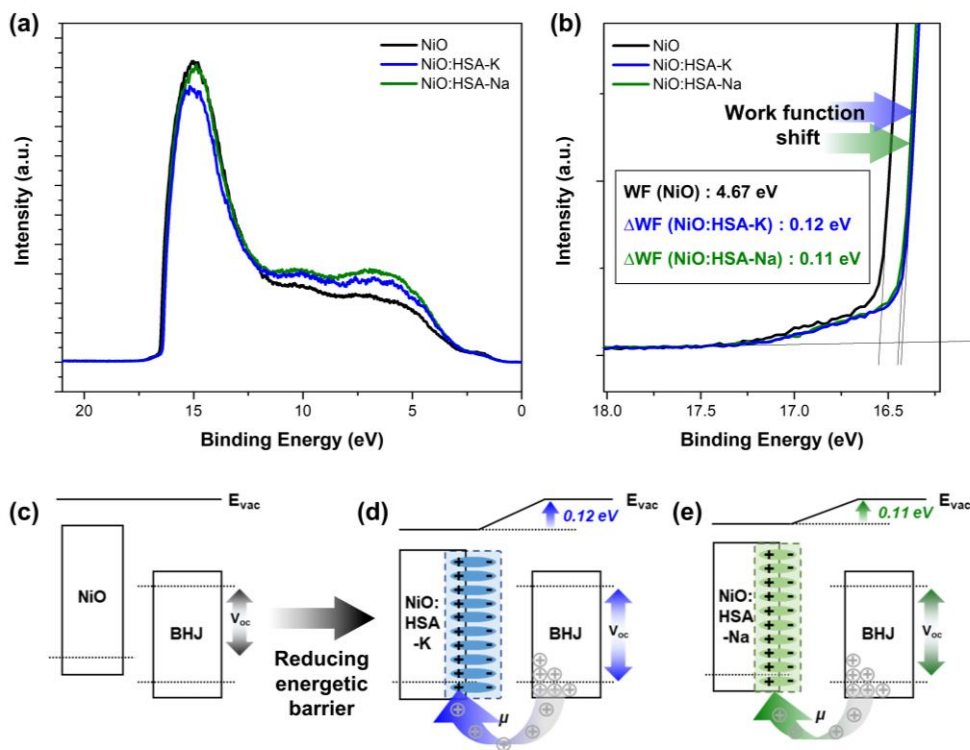 (a)
NiO
NiO:HSA-K
NiO:HSA-Na
Intensity (a.u.)
20 15 10 5 0
Binding Energy (eV)
(b)
NiO
NiO:HSA-K
NiO:HSA-Na
Work function
shift
WF (NiO) : 4.67 eV
ΔWF (NiO:HSA-K) : 0.12 eV
ΔWF (NiO:HSA-Na) : 0.11 eV
Intensity (a.u.)
18.0 17.5 17.0 16.5
Binding Energy (eV)
(c)
Evac
NiO
BHJ
Voc
Reducing
energetic
barrier
(d)
Evac
0.12 eV
NiO:
HSA
-K
+ -
+ -
+ -
+ -
+ -
+ -
+ -
+ -
+ -
+ -
BHJ
Voc
μ
(e)
Evac
0.11 eV
NiO:
HSA
-Na
+ -
+ -
+ -
+ -
+ -
+ -
+ -
+ -
+ -
+ -
BHJ
Voc
μ